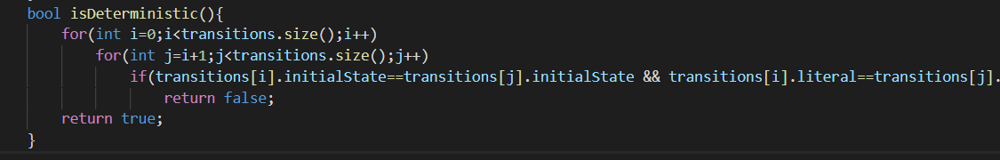 bool isDeterministic(){
for(int i=0;i<transitions.size();i++)
for(int j=i+1;j<transitions.size();j++)
if(transitions[i].initialState==transitions[j].initialState && transitions[i].literal==transitions[j].
return false;
return true;
}